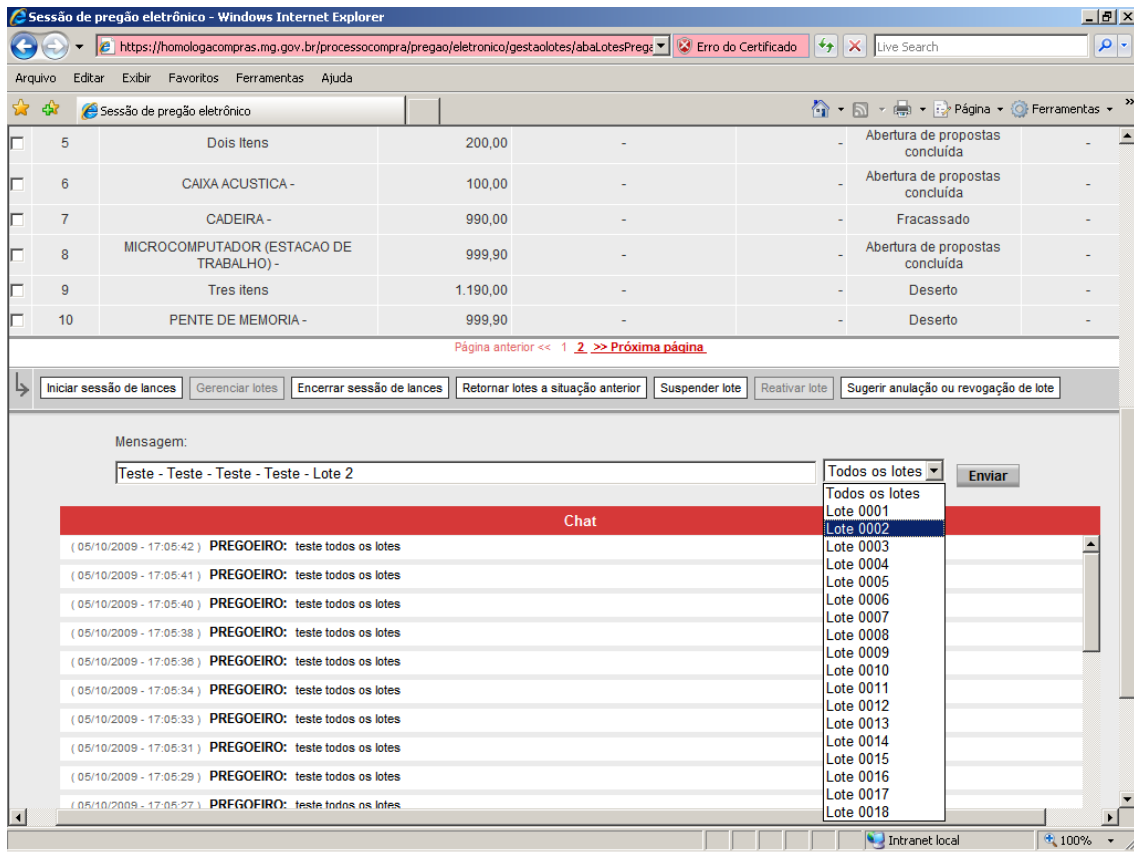 Sessão de pregão eletrônico - Windows Internet Explorer
https://homologacompras.mg.gov.br/processocompra/pregao/eletronico/gestaolotes/abaLotesPrega Erro do Certificado Live Search
Arquivo Editar Exibir Favoritos Ferramentas Ajuda
Sessão de pregão eletrônico Página Ferramentas »
5 Dois Itens 200,00 - - Abertura de propostas concluída -
6 CAIXA ACUSTICA - 100,00 - - Abertura de propostas concluída -
7 CADEIRA - 990,00 - - Fracassado -
8 MICROCOMPUTADOR (ESTACAO DE TRABALHO) - 999,90 - - Abertura de propostas concluída -
9 Tres itens 1.190,00 - - Deserto -
10 PENTE DE MEMORIA - 999,90 - - Deserto -
Página anterior << 1 2 >> Próxima página
Iniciar sessão de lances Gerenciar lotes Encerrar sessão de lances Retornar lotes a situação anterior Suspender lote Reativar lote Sugerir anulação ou revogação de lote
Mensagem:
Teste - Teste - Teste - Teste - Lote 2 Todos os lotes Enviar
Todos os lotes
Lote 0001
Lote 0002
Lote 0003
Lote 0004
Lote 0005
Lote 0006
Lote 0007
Lote 0008
Lote 0009
Lote 0010
Lote 0011
Lote 0012
Lote 0013
Lote 0014
Lote 0015
Lote 0016
Lote 0017
Lote 0018
Chat
( 05/10/2009 - 17:05:42 ) PREGOEIRO: teste todos os lotes
( 05/10/2009 - 17:05:41 ) PREGOEIRO: teste todos os lotes
( 05/10/2009 - 17:05:40 ) PREGOEIRO: teste todos os lotes
( 05/10/2009 - 17:05:38 ) PREGOEIRO: teste todos os lotes
( 05/10/2009 - 17:05:36 ) PREGOEIRO: teste todos os lotes
( 05/10/2009 - 17:05:34 ) PREGOEIRO: teste todos os lotes
( 05/10/2009 - 17:05:33 ) PREGOEIRO: teste todos os lotes
( 05/10/2009 - 17:05:31 ) PREGOEIRO: teste todos os lotes
( 05/10/2009 - 17:05:29 ) PREGOEIRO: teste todos os lotes
( 05/10/2009 - 17:05:27 ) PREGOEIRO: teste todos os lotes
Intranet local 100%